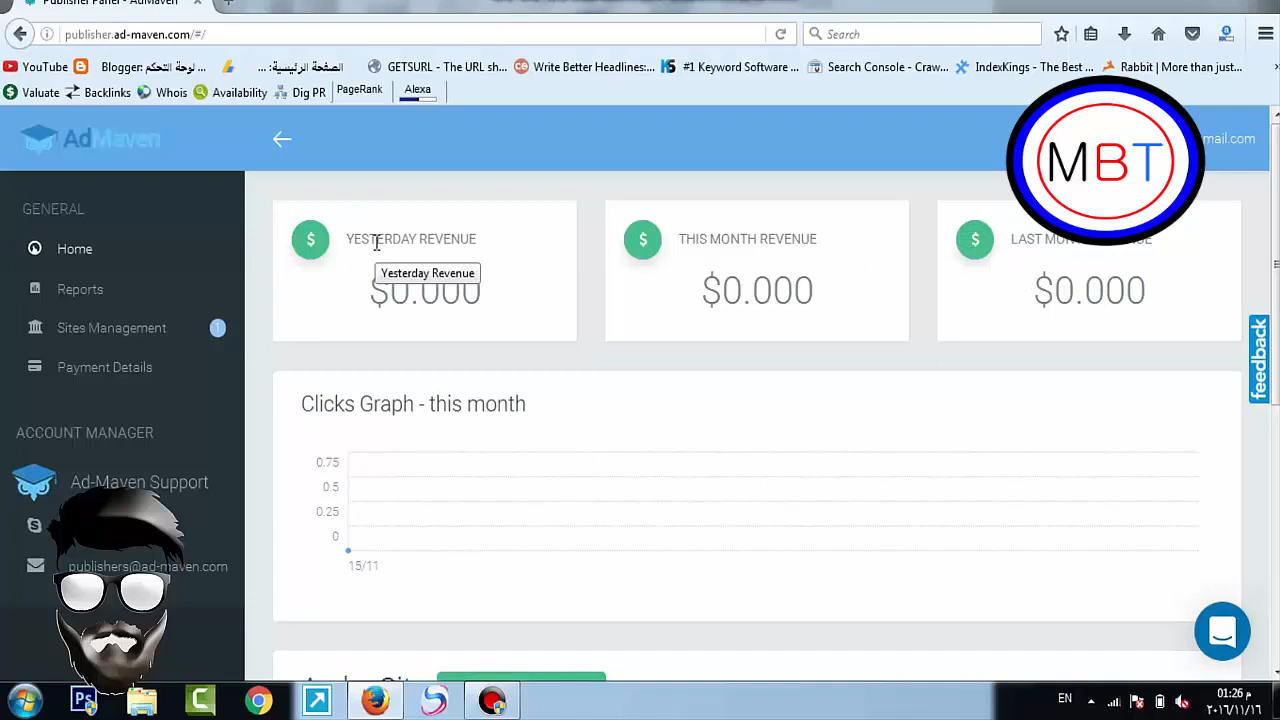 Publisher Panel - AdMaven
publisher.ad-maven.com/#/
Search
YouTube
Blogger: لوحة التحكم ...
الصفحة الرئيسية: ...
GETSURL - The URL sh...
Write Better Headlines:...
#1 Keyword Software ...
Search Console - Craw...
IndexKings - The Best ...
Rabbit | More than just...
Valuate
Backlinks
Whois
Availability
Dig PR
PageRank
Alexa
AdMaven
mail.com
MBT
GENERAL
Home
Reports
Sites Management 1
Payment Details
ACCOUNT MANAGER
Ad-Maven Support
publishers@ad-maven.com
$ YESTERDAY REVENUE
Yesterday Revenue
$0.000
$ THIS MONTH REVENUE
$0.000
$ LAST MONTH REVENUE
$0.000
feedback
Clicks Graph - this month
0.75
0.5
0.25
0
15/11
Ps
EN
01:26 م
٢٠١٦/١١/١٦